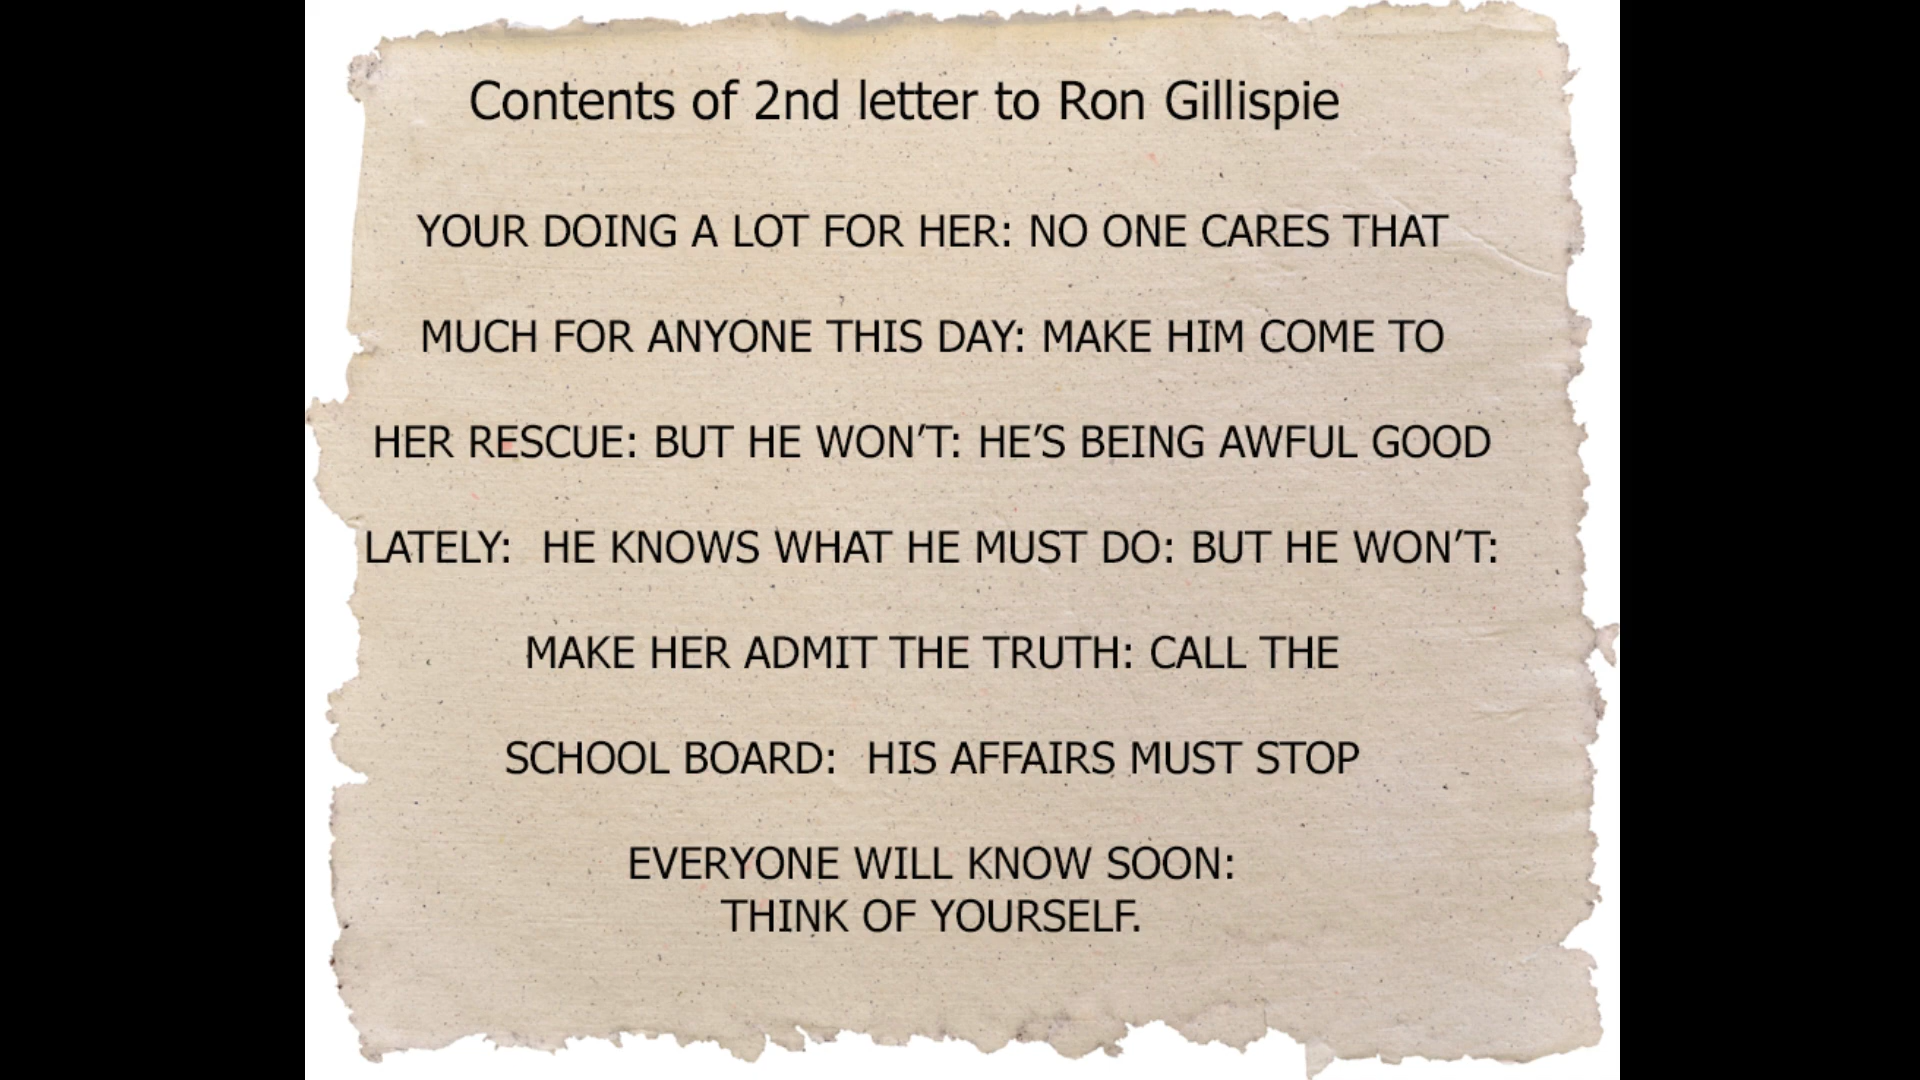 Contents of 2nd letter to Ron Gillispie
YOUR DOING A LOT FOR HER: NO ONE CARES THAT
MUCH FOR ANYONE THIS DAY: MAKE HIM COME TO
HER RESCUE: BUT HE WON’T: HE’S BEING AWFUL GOOD
LATELY:  HE KNOWS WHAT HE MUST DO: BUT HE WON’T:
MAKE HER ADMIT THE TRUTH: CALL THE
SCHOOL BOARD:  HIS AFFAIRS MUST STOP
EVERYONE WILL KNOW SOON:
THINK OF YOURSELF.